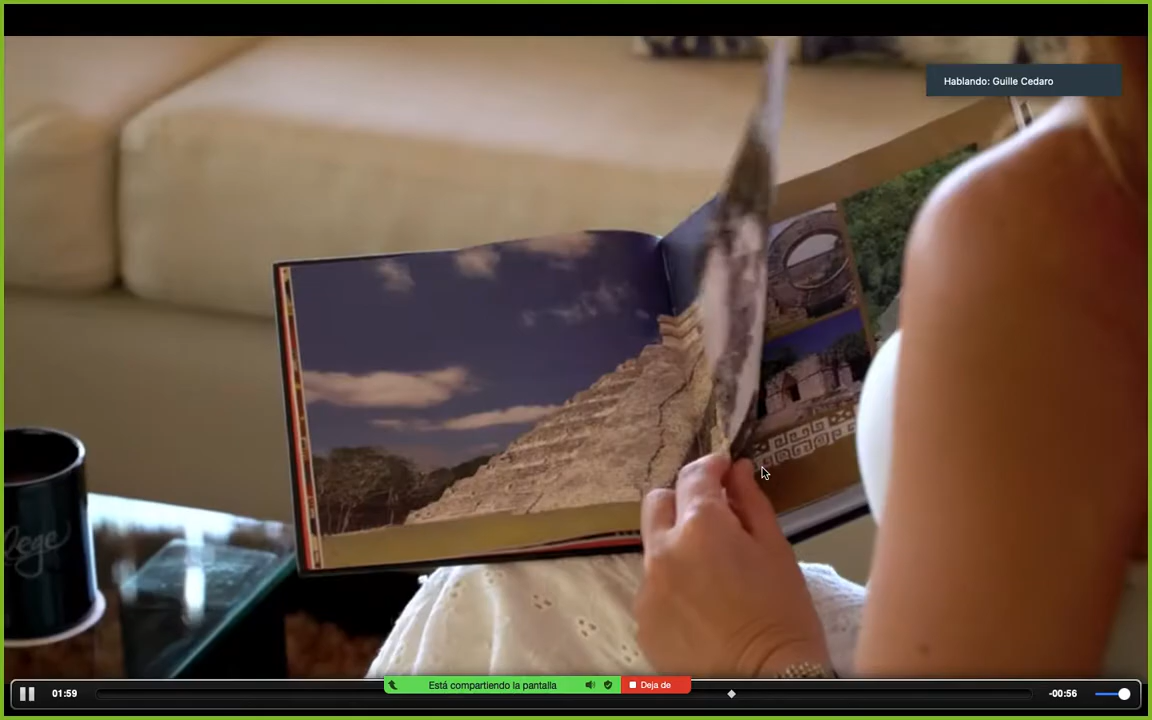 Hablando: Guille Cedaro
01:59
Está compartiendo la pantalla
Deja de
-00:56